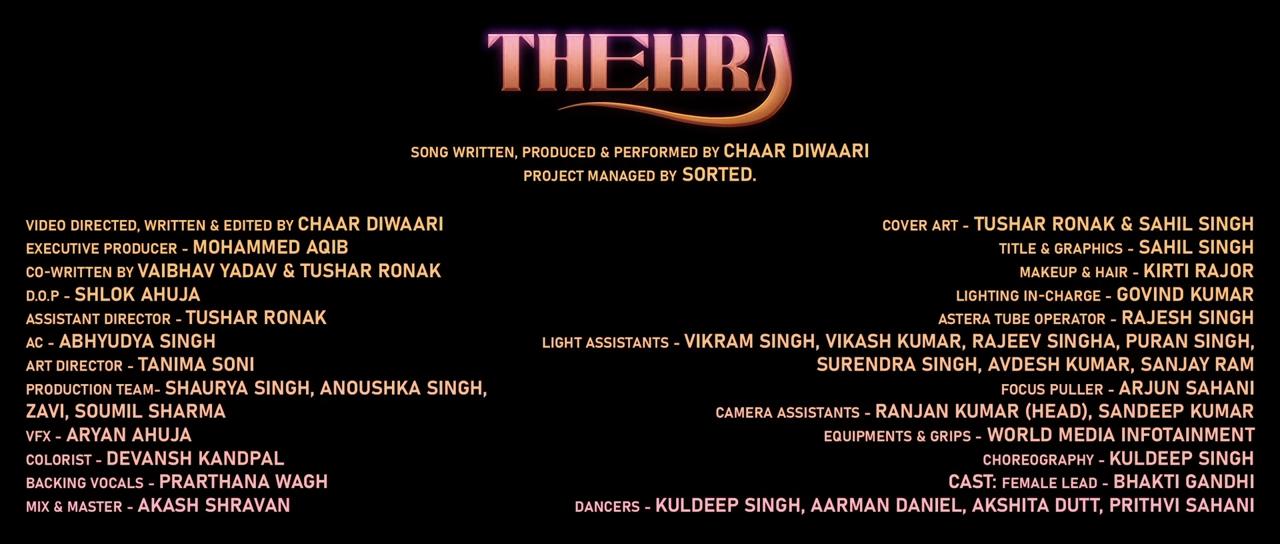 THEHRA
SONG WRITTEN, PRODUCED & PERFORMED BY CHAAR DIWAARI
PROJECT MANAGED BY SORTED.
VIDEO DIRECTED, WRITTEN & EDITED BY CHAAR DIWAARI
EXECUTIVE PRODUCER - MOHAMMED AQIB
CO-WRITTEN BY VAIBHAV YADAV & TUSHAR RONAK
D.O.P - SHLOK AHUJA
ASSISTANT DIRECTOR - TUSHAR RONAK
AC - ABHYUDYA SINGH
ART DIRECTOR - TANIMA SONI
PRODUCTION TEAM- SHAURYA SINGH, ANOUSHKA SINGH,
ZAVI, SOUMIL SHARMA
VFX - ARYAN AHUJA
COLORIST - DEVANSH KANDPAL
BACKING VOCALS - PRARTHANA WAGH
MIX & MASTER - AKASH SHRAVAN
COVER ART - TUSHAR RONAK & SAHIL SINGH
TITLE & GRAPHICS - SAHIL SINGH
MAKEUP & HAIR - KIRTI RAJOR
LIGHTING IN-CHARGE - GOVIND KUMAR
ASTERA TUBE OPERATOR - RAJESH SINGH
LIGHT ASSISTANTS - VIKRAM SINGH, VIKASH KUMAR, RAJEEV SINGHA, PURAN SINGH,
SURENDRA SINGH, AVDESH KUMAR, SANJAY RAM
FOCUS PULLER - ARJUN SAHANI
CAMERA ASSISTANTS - RANJAN KUMAR (HEAD), SANDEEP KUMAR
EQUIPMENTS & GRIPS - WORLD MEDIA INFOTAINMENT
CHOREOGRAPHY - KULDEEP SINGH
CAST: FEMALE LEAD - BHAKTI GANDHI
DANCERS - KULDEEP SINGH, AARMAN DANIEL, AKSHITA DUTT, PRITHVI SAHANI